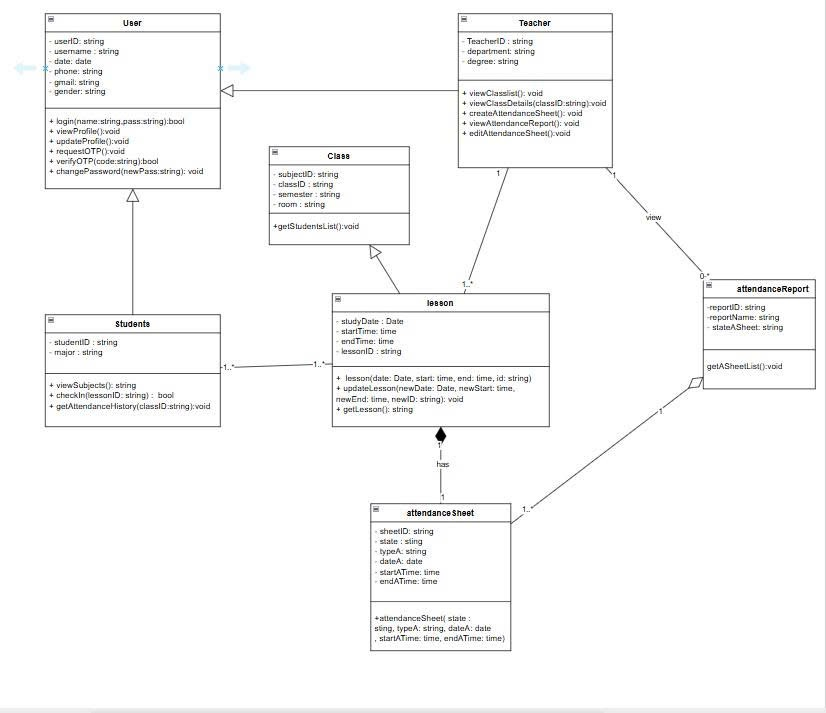 User
- userID: string
- username : string
- date: date
- phone: string
- gmail: string
- gender: string
+ login(name:string,pass:string):bool
+ viewProfile():void
+ updateProfile():void
+ requestOTP():void
+ verifyOTP(code:string):bool
+ changePassword(newPass:string): void
Teacher
- TeacherID : string
- department: string
- degree: string
+ viewClasslist(): void
+ viewClassDetails(classID:string):void
+ createAttendanceSheet(): void
+ viewAttendanceReport(): void
+ editAttendanceSheet():void
Class
- subjectID: string
- classID : string
- semester : string
- room : string
+getStudentsList():void
1
1..*
1
view
0-*
attendanceReport
-reportID: string
-reportName: string
- stateASheet: string
getASheetList():void
Students
- studentID : string
- major : string
+ viewSubjects(): string
+ checkIn(lessonID: string) : bool
+ getAttendanceHistory(classID:string):void
1..*
1..*
lesson
- studyDate : Date
- startTime: time
- endTime: time
- lessonID : string
+ lesson(date: Date, start: time, end: time, id: string)
+ updateLesson(newDate: Date, newStart: time,
newEnd: time, newID: string): void
+ getLesson(): string
1
has
1
1
1..*
attendanceSheet
- sheetID: string
- state : sting
- typeA: string
- dateA: date
- startATime: time
- endATime: time
+attendanceSheet( state :
sting, typeA: string, dateA: date
, startATime: time, endATime: time)